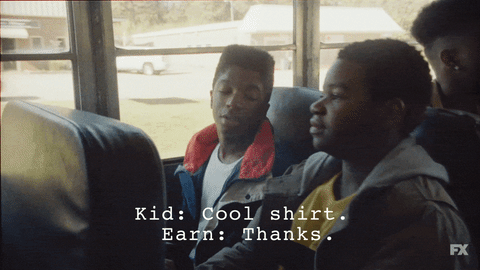 Kid: Cool shirt.
Earn: Thanks.
FX